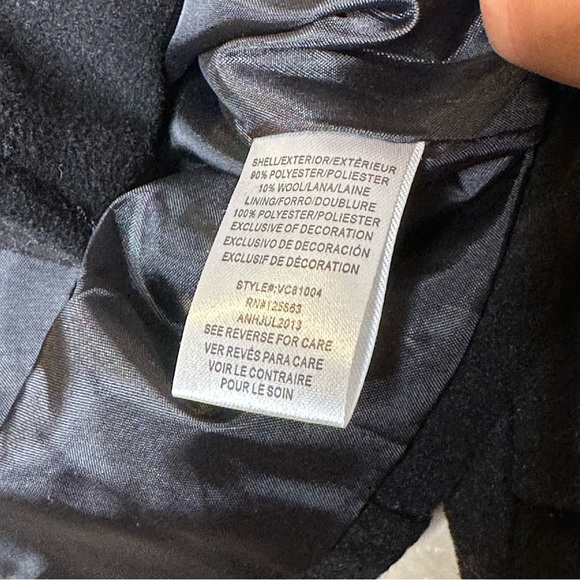 SHELL/EXTERIOR/EXTÉRIEUR
90% POLYESTER/POLIESTER
10% WOOL/LANA/LAINE
LINING/FORRO/DOUBLURE
100% POLYESTER/POLIESTER
EXCLUSIVE OF DECORATION
EXCLUSIVO DE DECORACIÓN
EXCLUSIF DE DÉCORATION
STYLE#:VC81004
RN#125563
ANHJUL2013
SEE REVERSE FOR CARE
VER REVÉS PARA CARE
VOIR LE CONTRAIRE
POUR LE SOIN